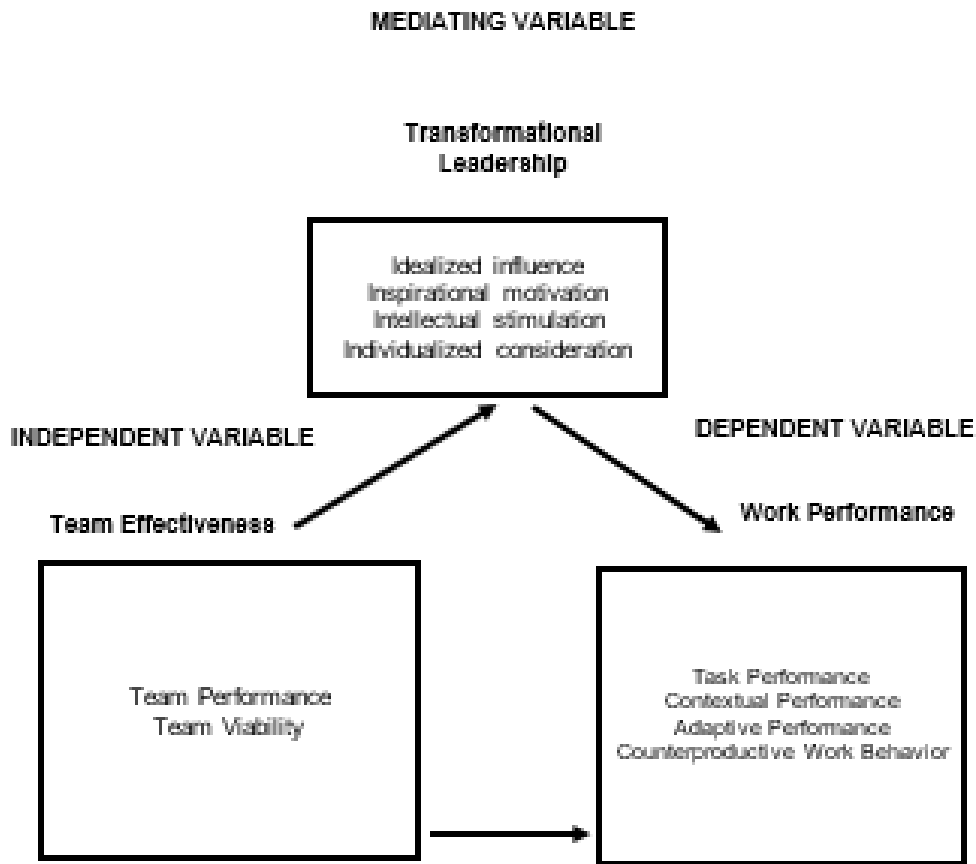 MEDIATING VARIABLE
Transformational
Leadership
Idealized influence
Inspirational motivation
Intellectual stimulation
Individualized consideration
INDEPENDENT VARIABLE
DEPENDENT VARIABLE
Team Effectiveness
Work Performance
Team Performance
Team Viability
Task Performance
Contextual Performance
Adaptive Performance
Counterproductive Work Behavior